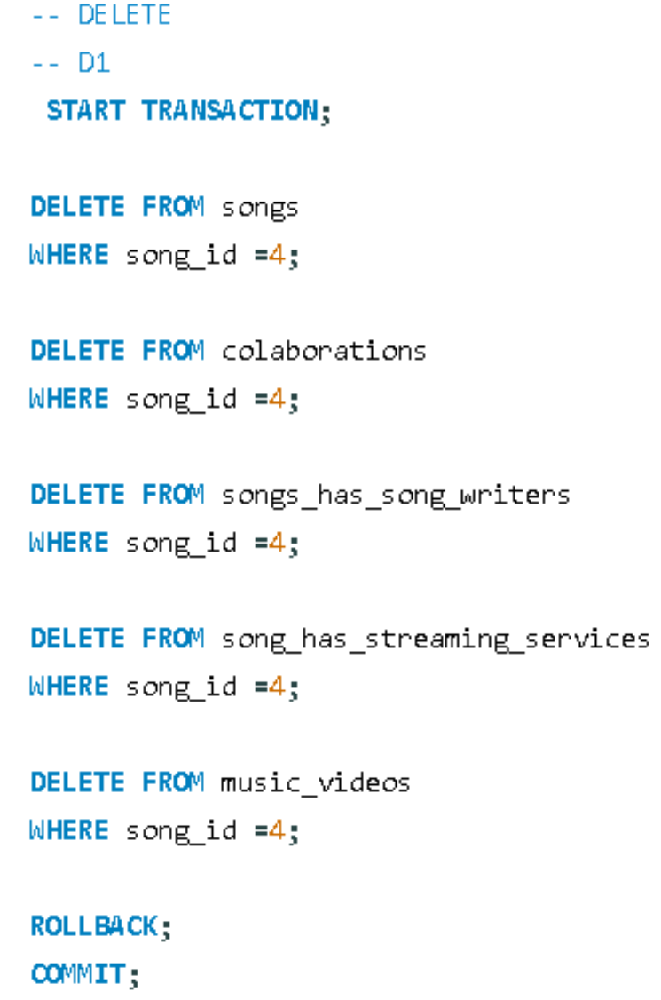 -- DELETE
-- D1
START TRANSACTION;
DELETE FROM songs
WHERE song_id =4;
DELETE FROM colaborations
WHERE song_id =4;
DELETE FROM songs_has_song_writers
WHERE song_id =4;
DELETE FROM song_has_streaming_services
WHERE song_id =4;
DELETE FROM music_videos
WHERE song_id =4;
ROLLBACK;
COMMIT;